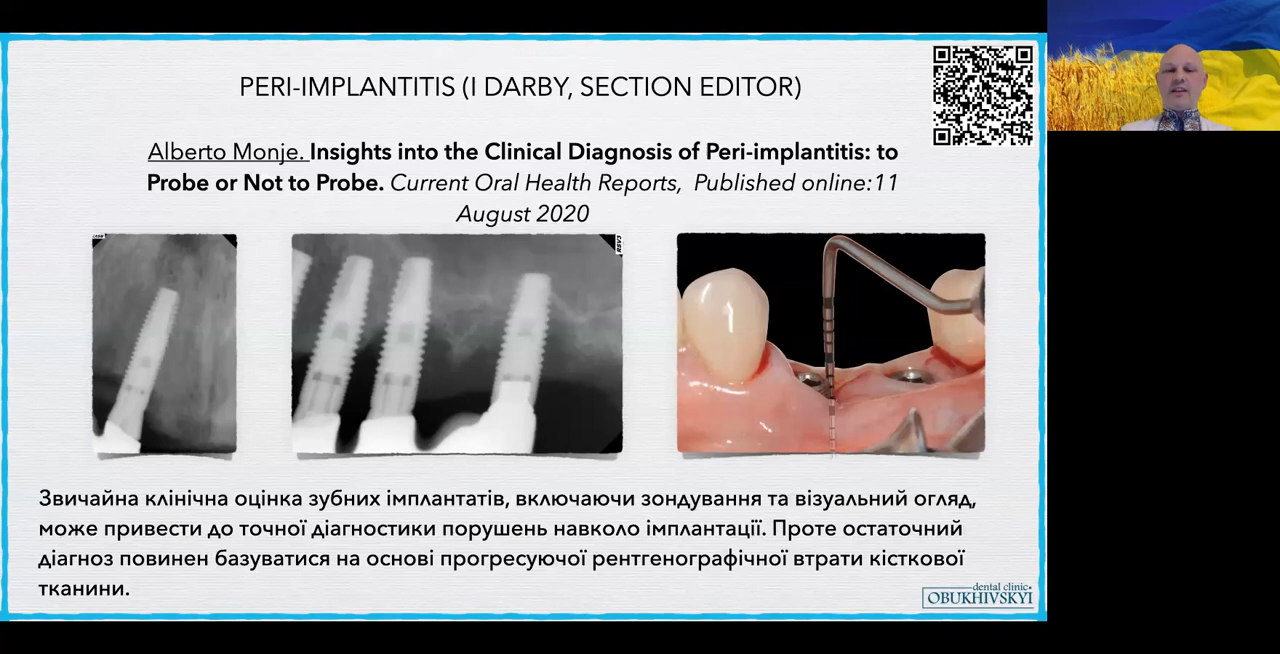 PERI-IMPLANTITIS (I DARBY, SECTION EDITOR)
Alberto Monje. Insights into the Clinical Diagnosis of Peri-implantitis: to
Probe or Not to Probe. Current Oral Health Reports, Published online:11
August 2020
Звичайна клінічна оцінка зубних імплантатів, включаючи зондування та візуальний огляд,
може привести до точної діагностики порушень навколо імплантації. Проте остаточний
діагноз повинен базуватися на основі прогресуючої рентгенографічної втрати кісткової
тканини.
dental clinic
OBUKHIVSKYI